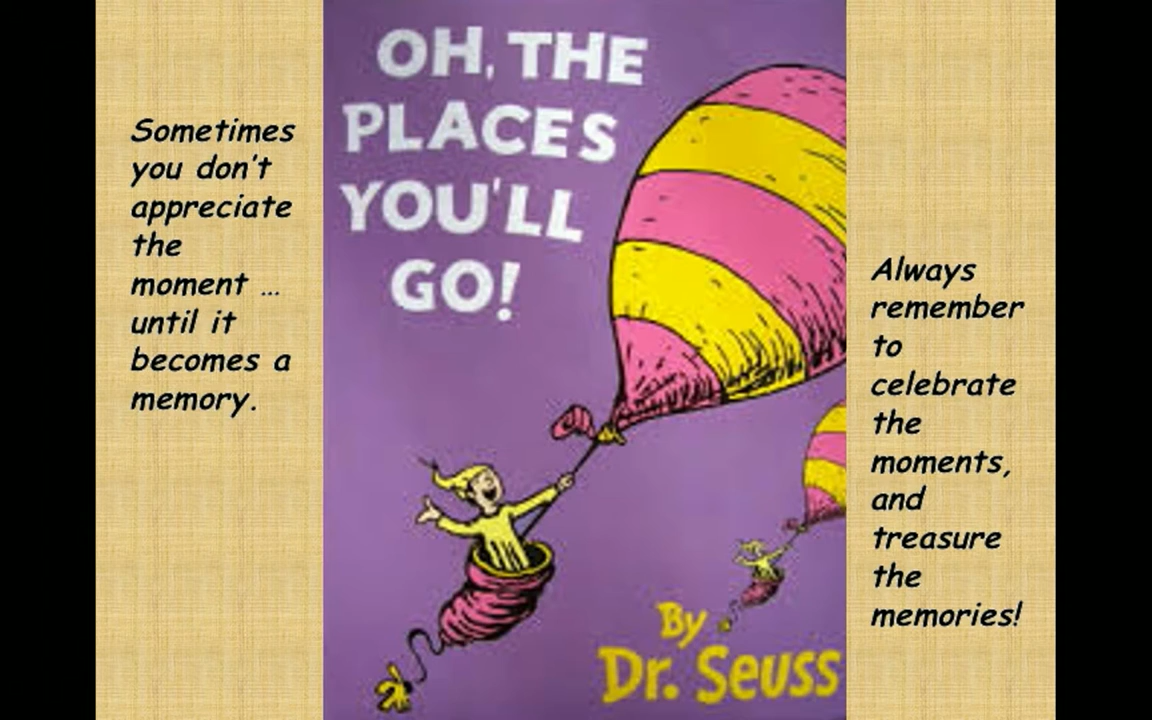 Sometimes
you don't
appreciate
the
moment ...
until it
becomes a
memory.
OH, THE
PLACES
YOU'LL
GO!
By
Dr. Seuss
Always
remember
to
celebrate
the
moments,
and
treasure
the
memories!